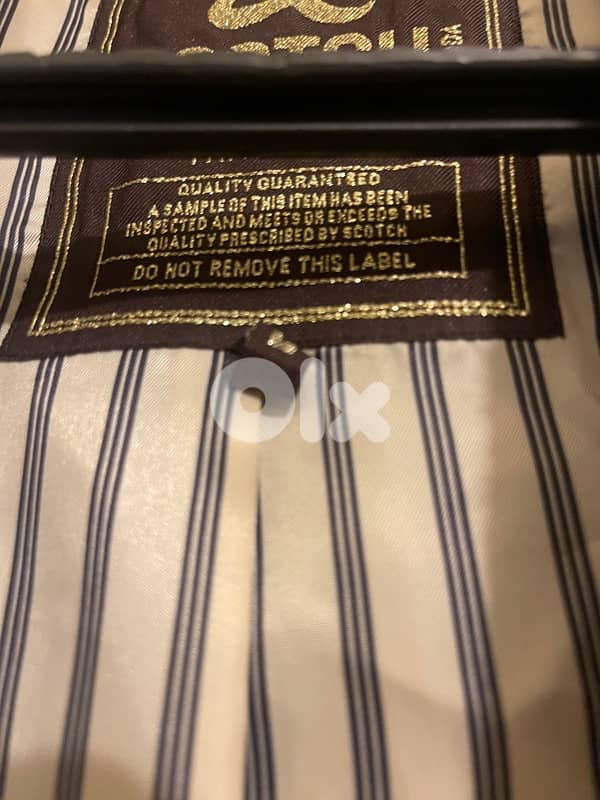 QUALITY GUARANTEED
A SAMPLE OF THIS ITEM HAS BEEN
INSPECTED AND MEETS OR EXCEEDS THE
QUALITY PRESCRIBED BY SCOTCH
DO NOT REMOVE THIS LABEL
olx